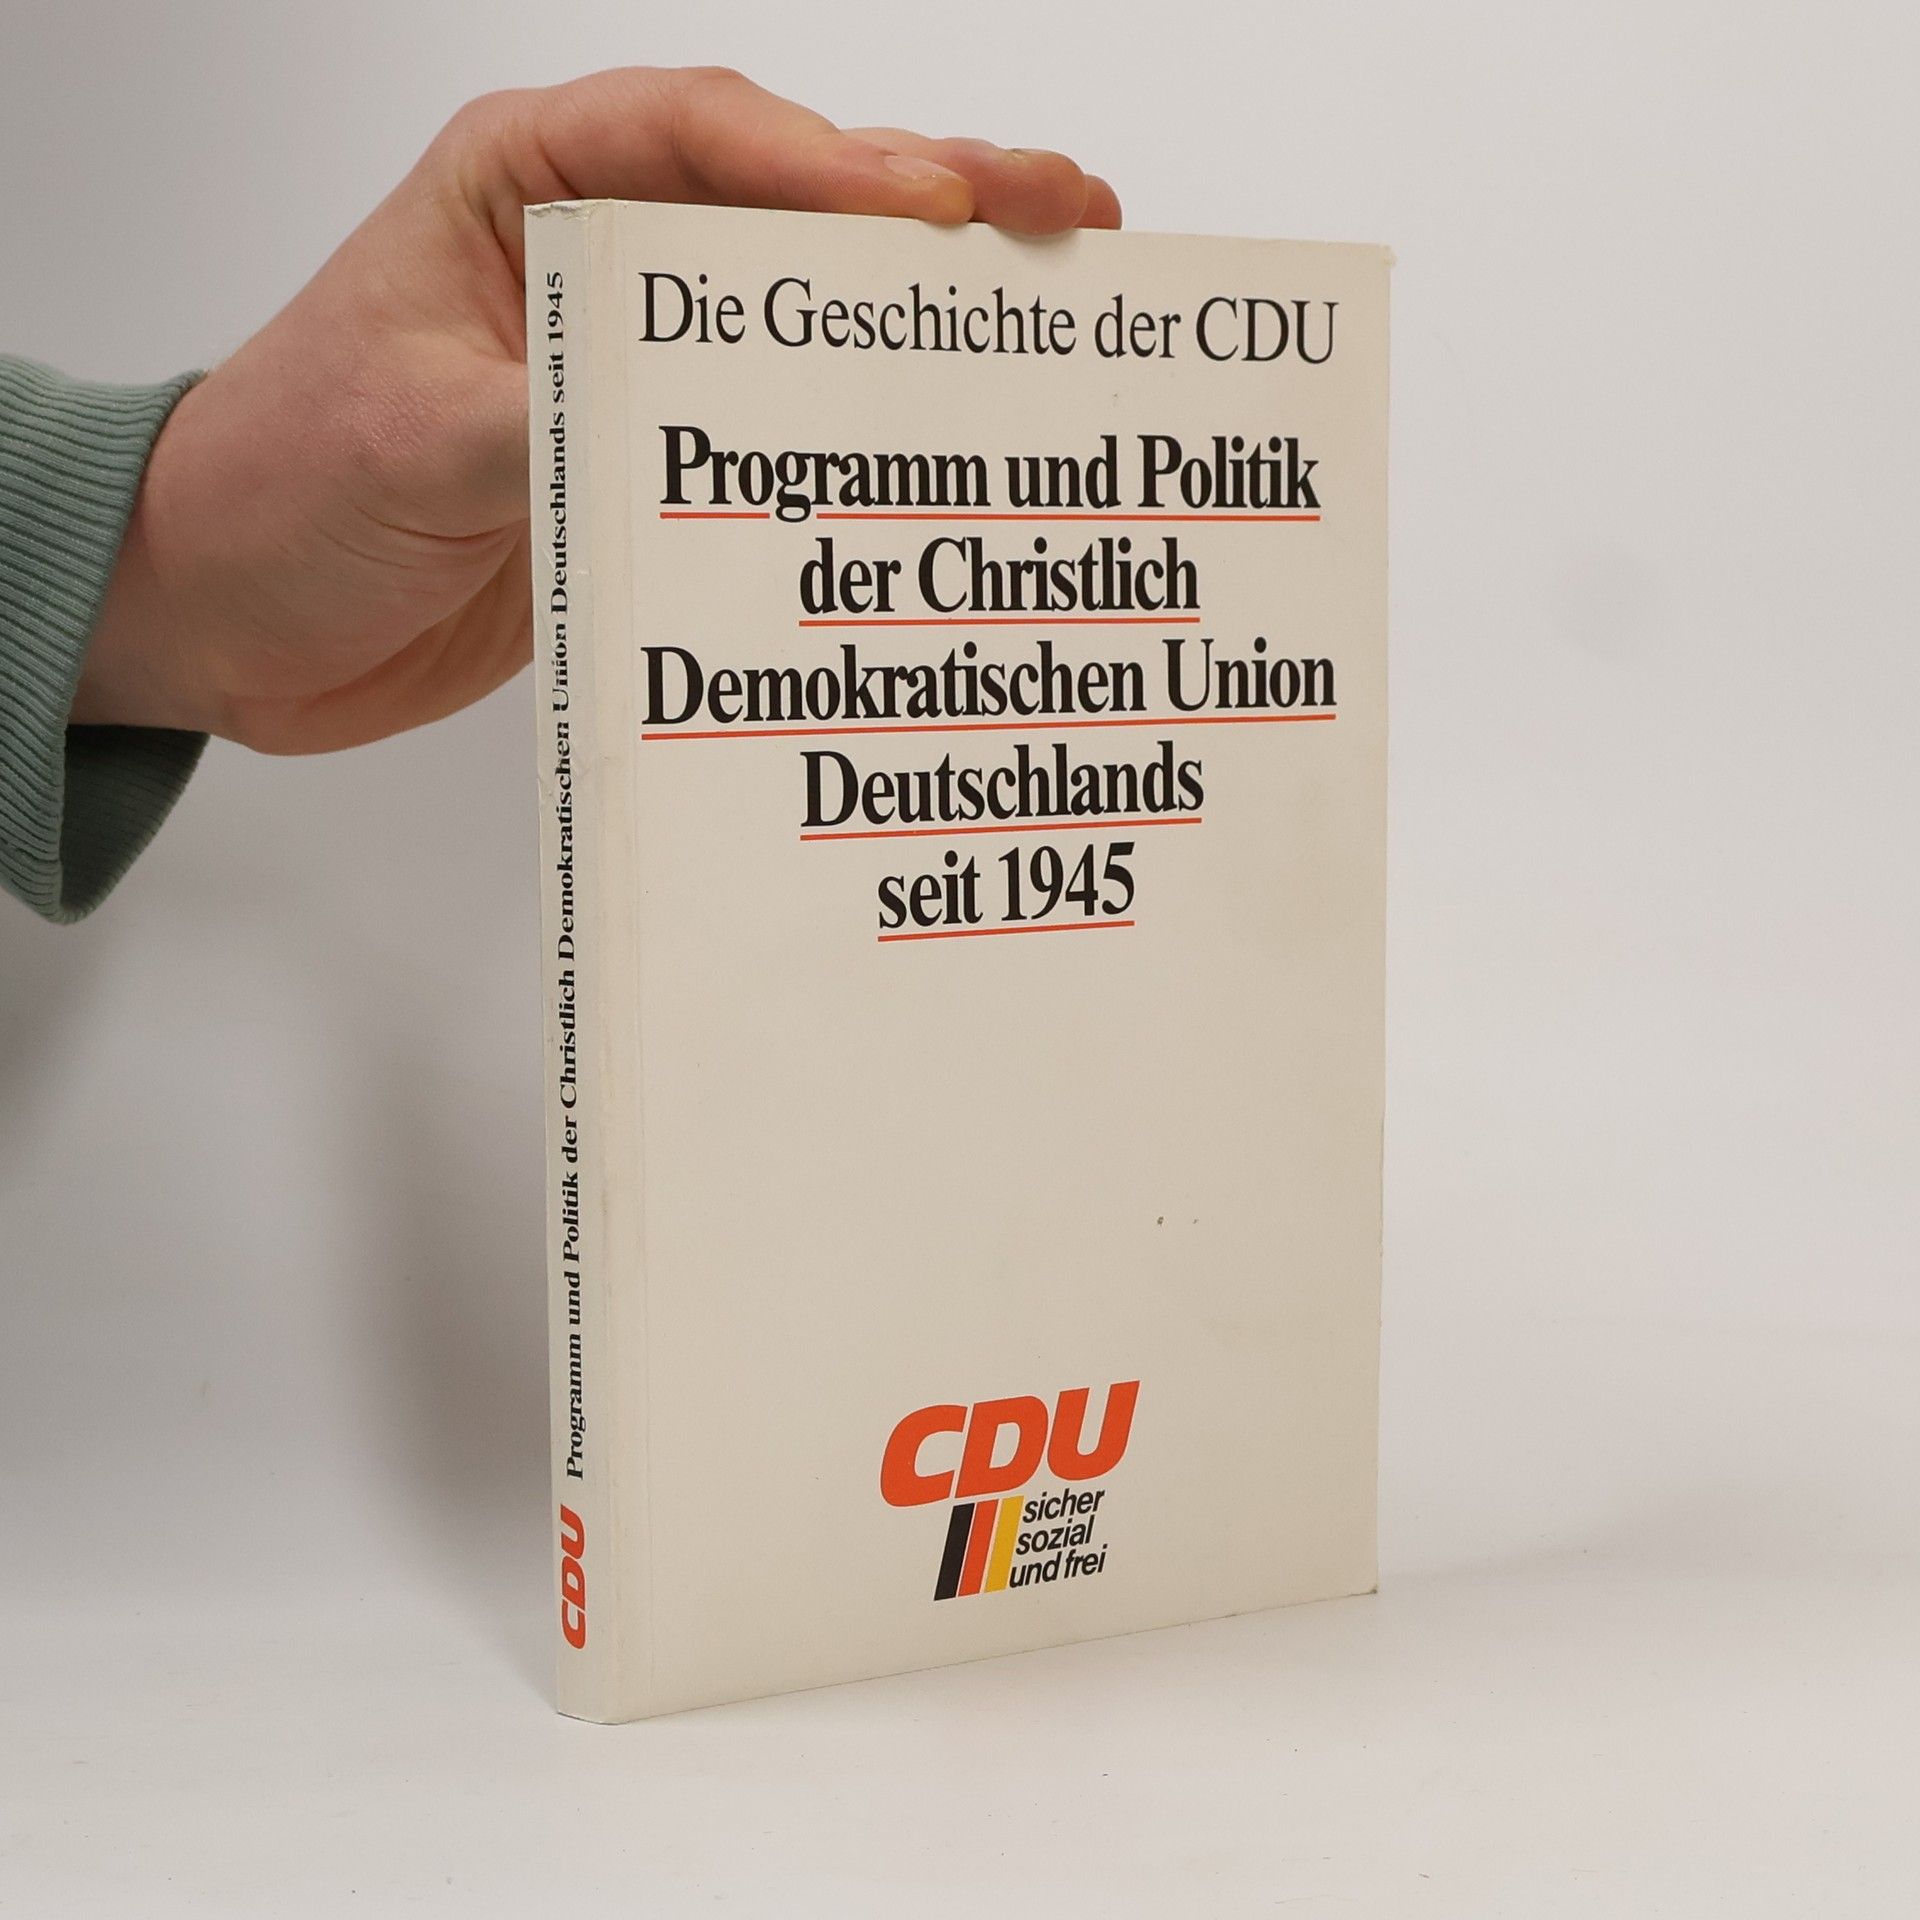 Die Geschichte der CDU
Programm und Politik
der Christlich
Demokratischen Union
Deutschlands
seit 1945
CDU
sicher
sozial
und frei
CDU Programm und Politik der Christlich Demokratischen Union Deutschlands seit 1945